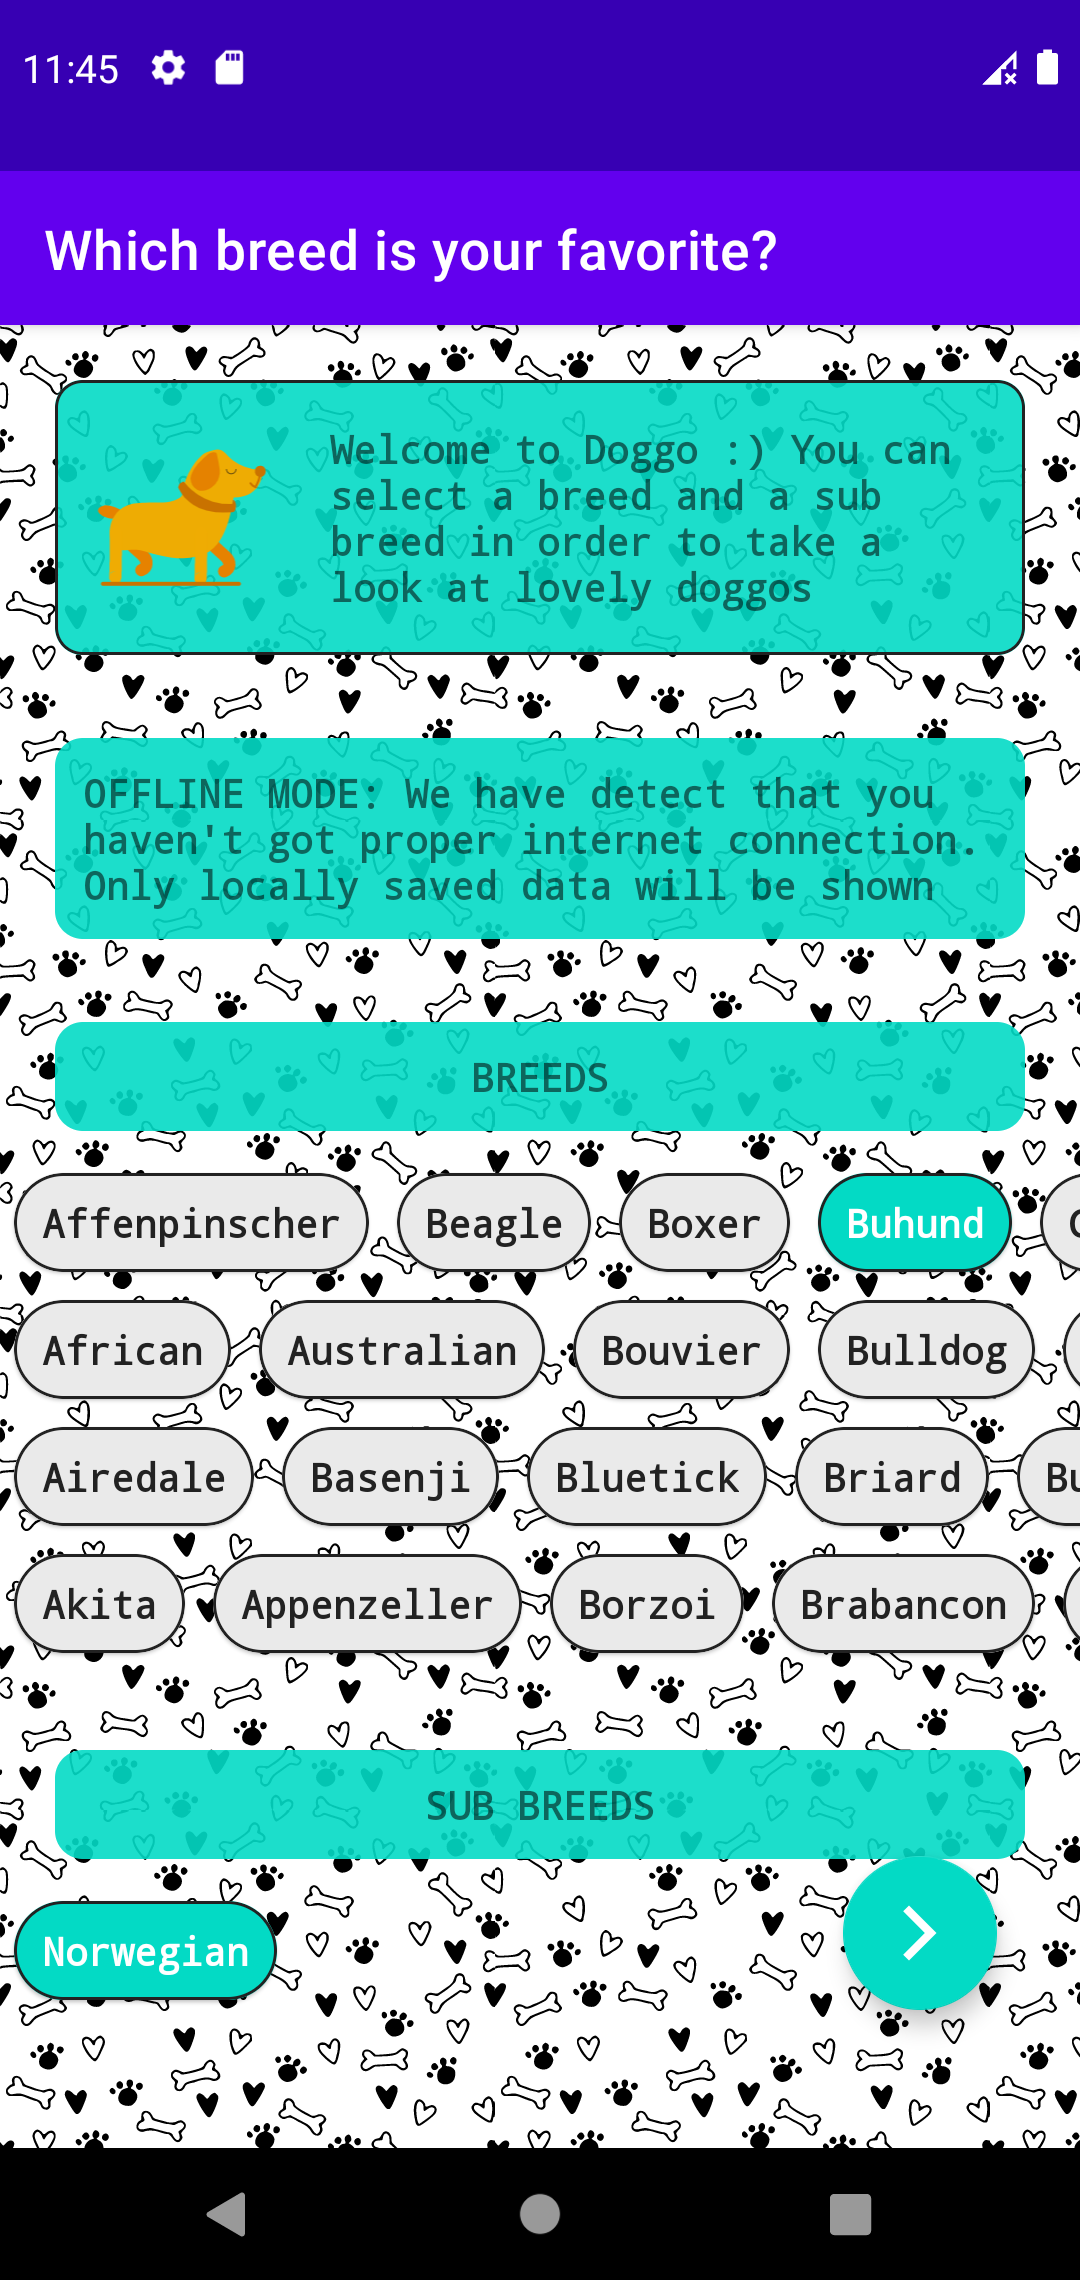 11:45
Which breed is your favorite?
Welcome to Doggo :) You can
select a breed and a sub
breed in order to take a
look at lovely doggos
OFFLINE MODE: We have detect that you
haven't got proper internet connection.
Only locally saved data will be shown
BREEDS
Affenpinscher Beagle Boxer Buhund
African Australian Bouvier Bulldog
Airedale Basenji Bluetick Briard
Akita Appenzeller Borzoi Brabancon
SUB BREEDS
Norwegian